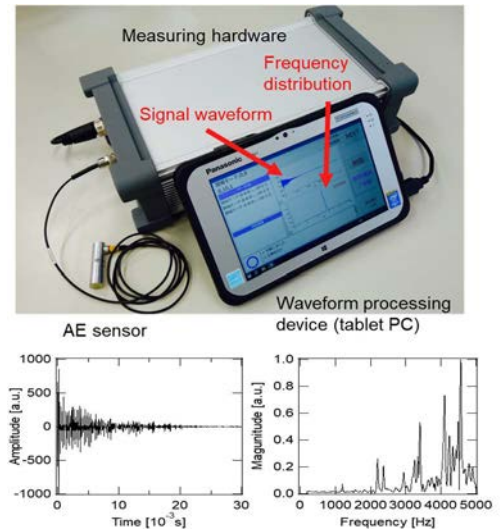 Measuring hardware
Frequency
distribution
Signal waveform
Panasonic
AE sensor
Waveform processing
device (tablet PC)
1000
500
0
-500
-1000
Amplitude [a.u.]
0 10 20 30
Time [10⁻³s]
1.0
0.8
0.6
0.4
0.2
0.0
Magunitude [a.u.]
0 1000 2000 3000 4000 5000
Frequency [Hz]